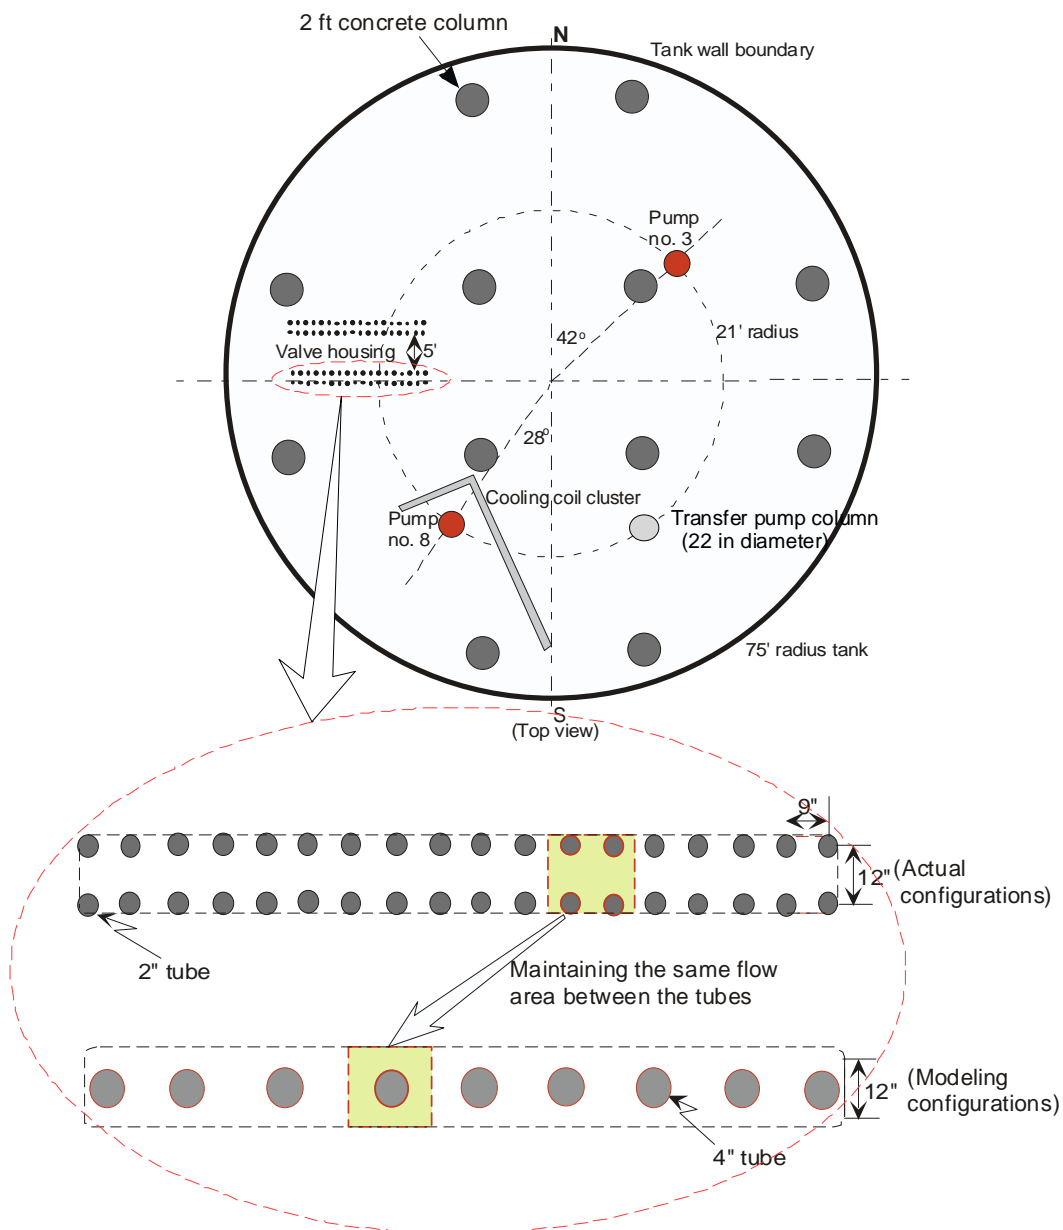 2 ft concrete column
N
Tank wall boundary
Pump
no. 3
21' radius
42°
Valve housing
5'
28°
Cooling coil cluster
Pump
no. 8
Transfer pump column
(22 in diameter)
75' radius tank
S
(Top view)
9"
12"
(Actual
configurations)
2" tube
Maintaining the same flow
area between the tubes
12"
(Modeling
configurations)
4" tube